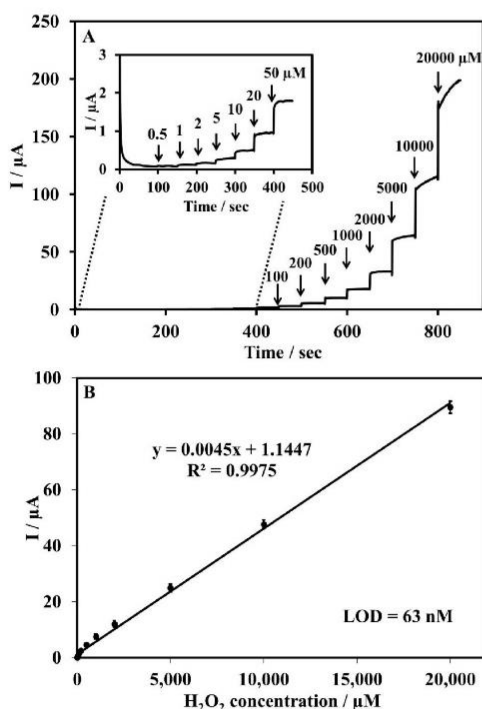 A
250
200
150
100
50
0
I / µA
0 200 400 600 800
Time / sec
3
2
1
0
I / µA
0 100 200 300 400 500
Time / sec
0.5 1 2 5 10 20 50 µM
100 200 500 1000 2000 5000 10000 20000 µM
B
100
80
60
40
20
0
I / µA
y = 0.0045x + 1.1447
R² = 0.9975
LOD = 63 nM
0 5,000 10,000 15,000 20,000
H₂O₂ concentration / µM